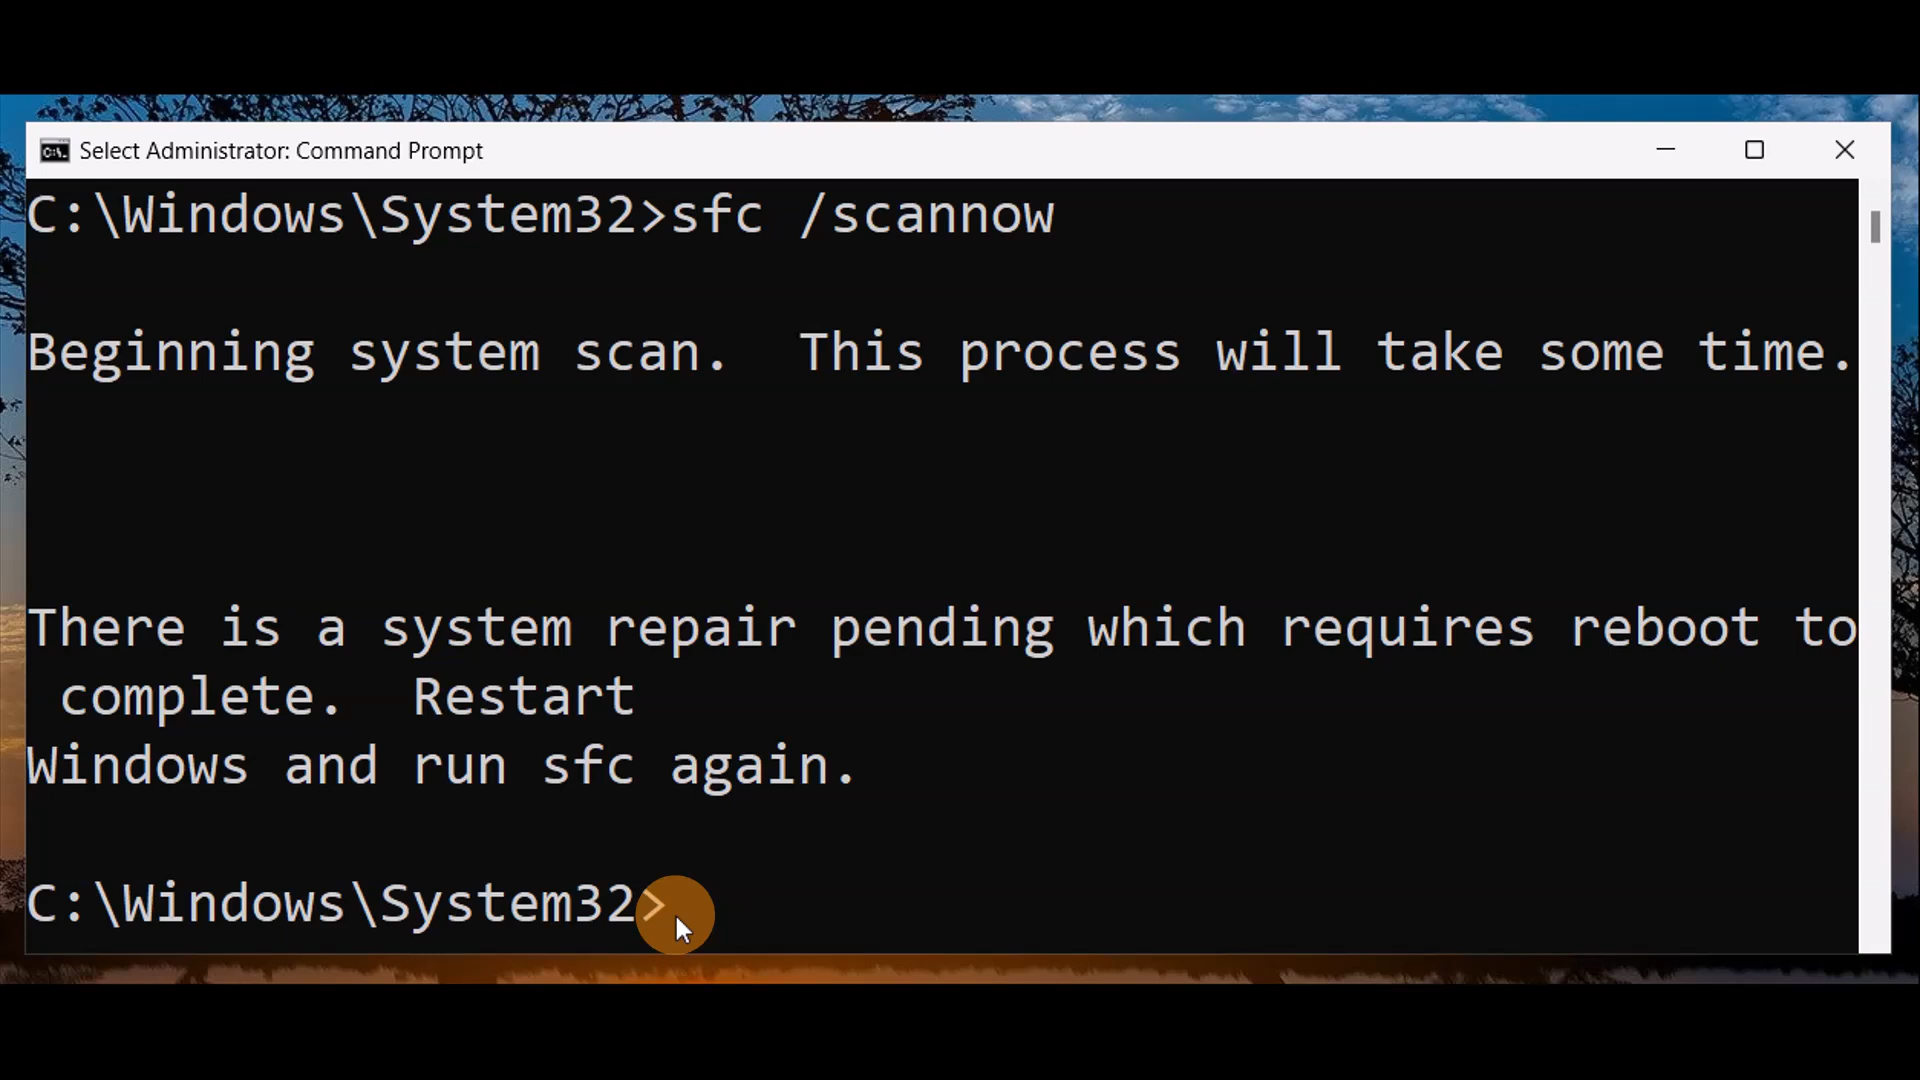 Select Administrator: Command Prompt
C:\Windows\System32>sfc /scannow
Beginning system scan.  This process will take some time.
There is a system repair pending which requires reboot to
 complete.  Restart
Windows and run sfc again.
C:\Windows\System32>